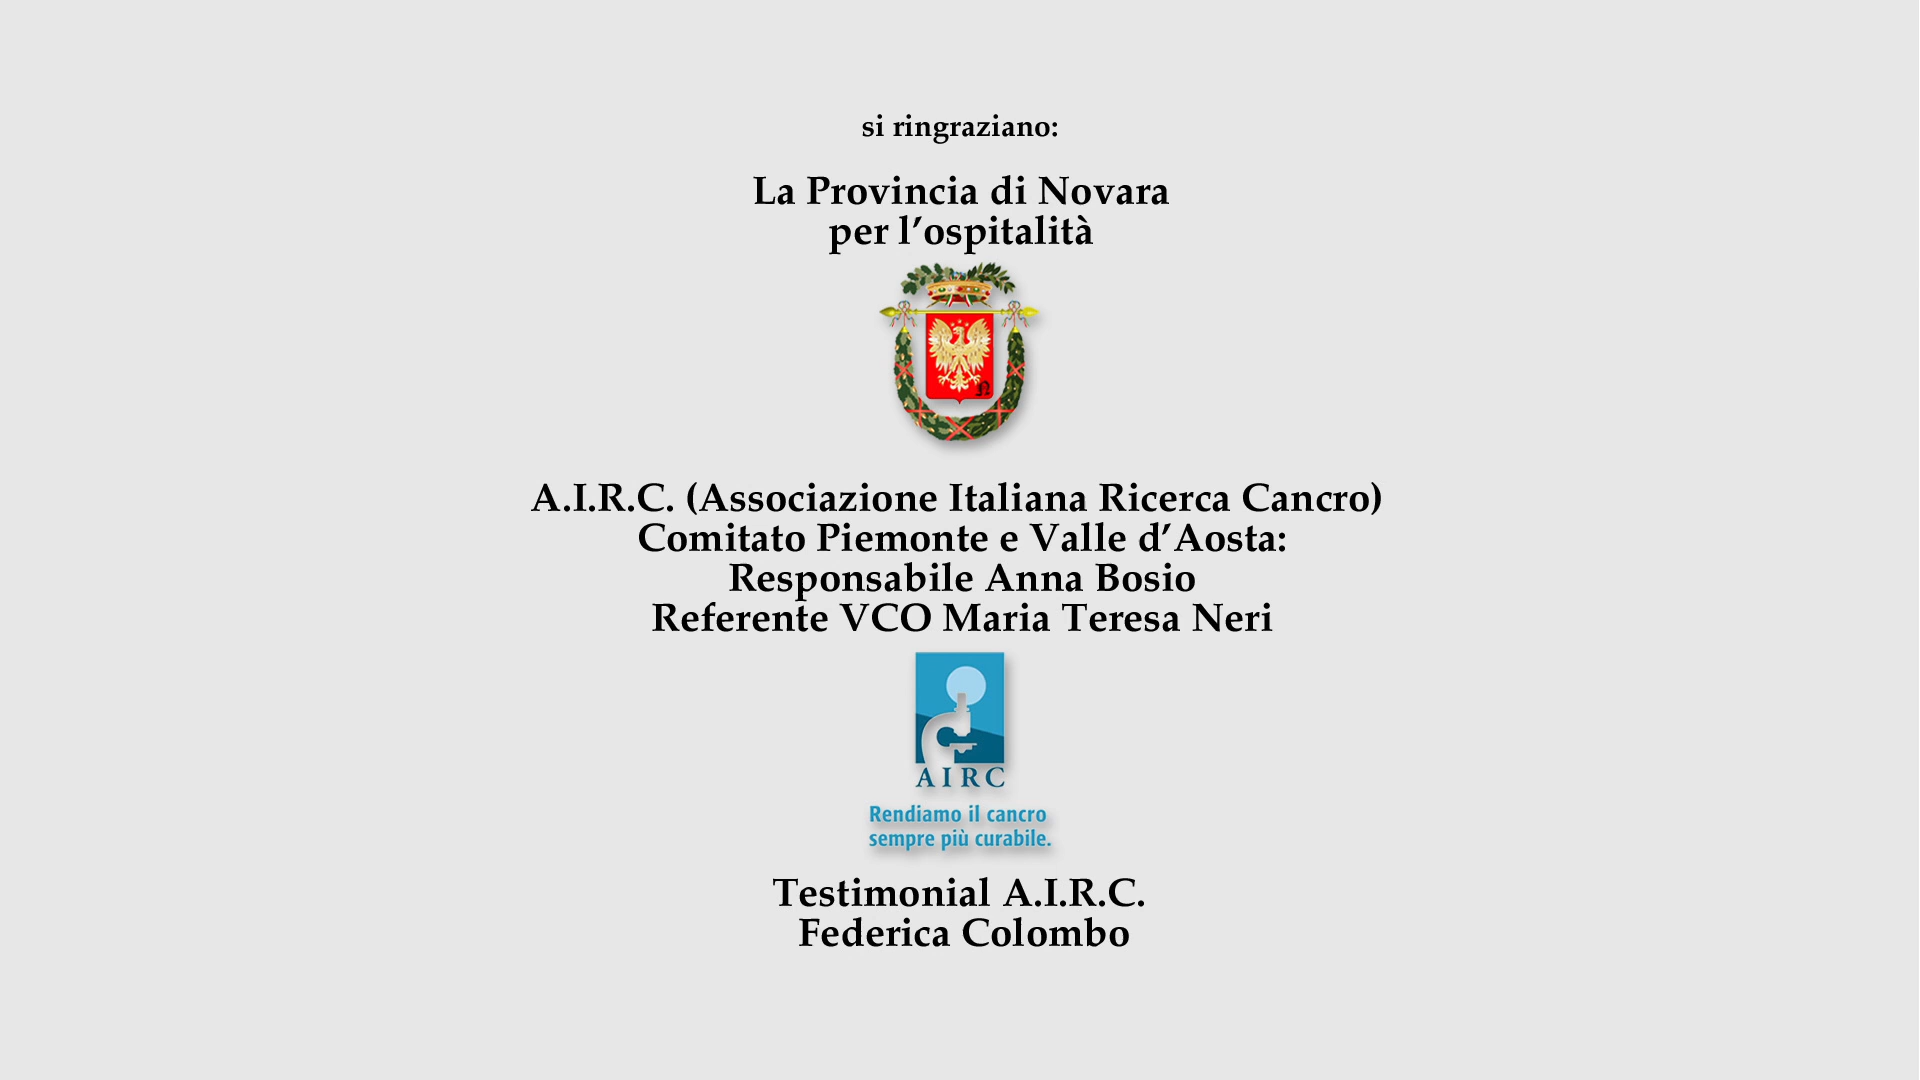 si ringraziano:
La Provincia di Novara
per l’ospitalità
N
A.I.R.C. (Associazione Italiana Ricerca Cancro)
Comitato Piemonte e Valle d’Aosta:
Responsabile Anna Bosio
Referente VCO Maria Teresa Neri
AIRC
Rendiamo il cancro
sempre più curabile.
Testimonial A.I.R.C.
Federica Colombo